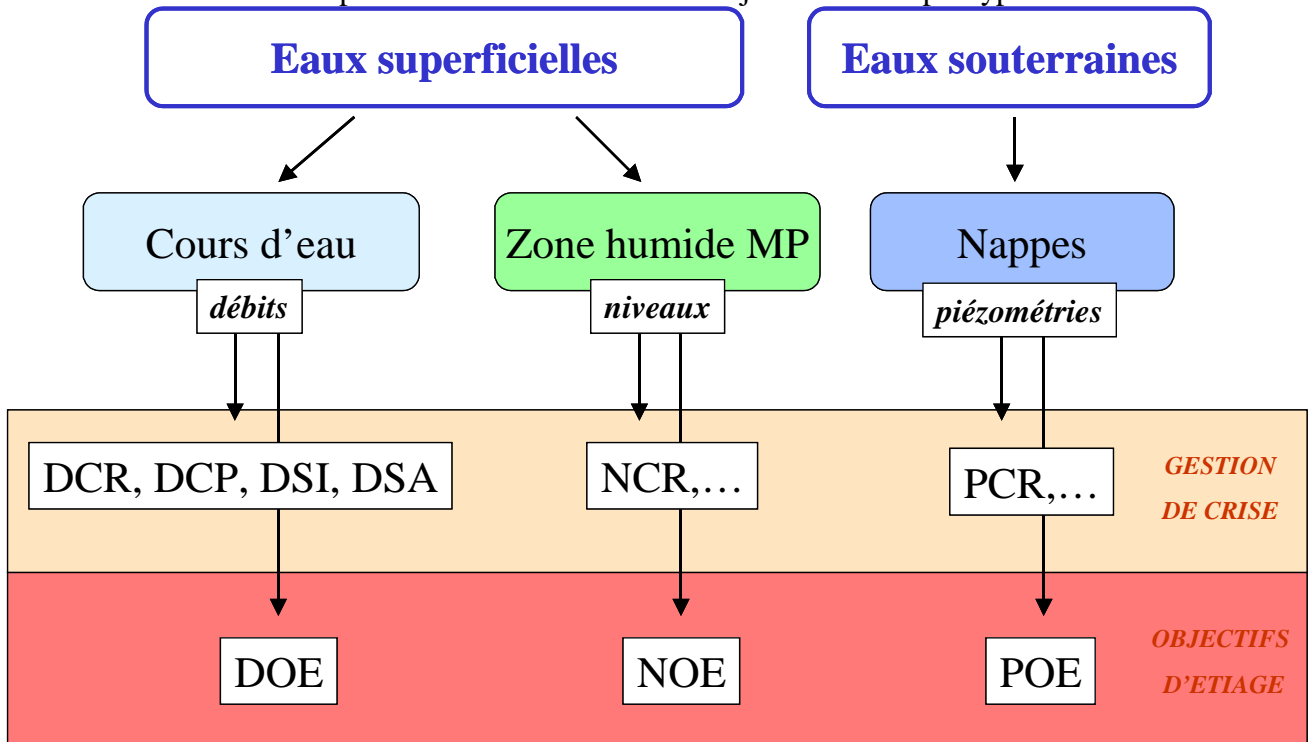 Eaux superficielles
Eaux souterraines
Cours d’eau
Zone humide MP
Nappes
débits
niveaux
piézométries
DCR, DCP, DSI, DSA
NCR,…
PCR,…
GESTION
DE CRISE
DOE
NOE
POE
OBJECTIFS
D’ETIAGE